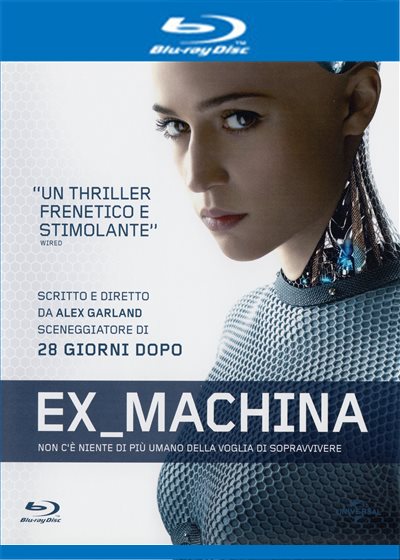 Blu-ray Disc
“UN THRILLER
FRENETICO E
STIMOLANTE”
WIRED
SCRITTO E DIRETTO
DA ALEX GARLAND
SCENEGGIATORE DI
28 GIORNI DOPO
EX_MACHINA
NON C'È NIENTE DI PIÙ UMANO DELLA VOGLIA DI SOPRAVVIVERE
Blu-ray Disc
UNIVERSAL